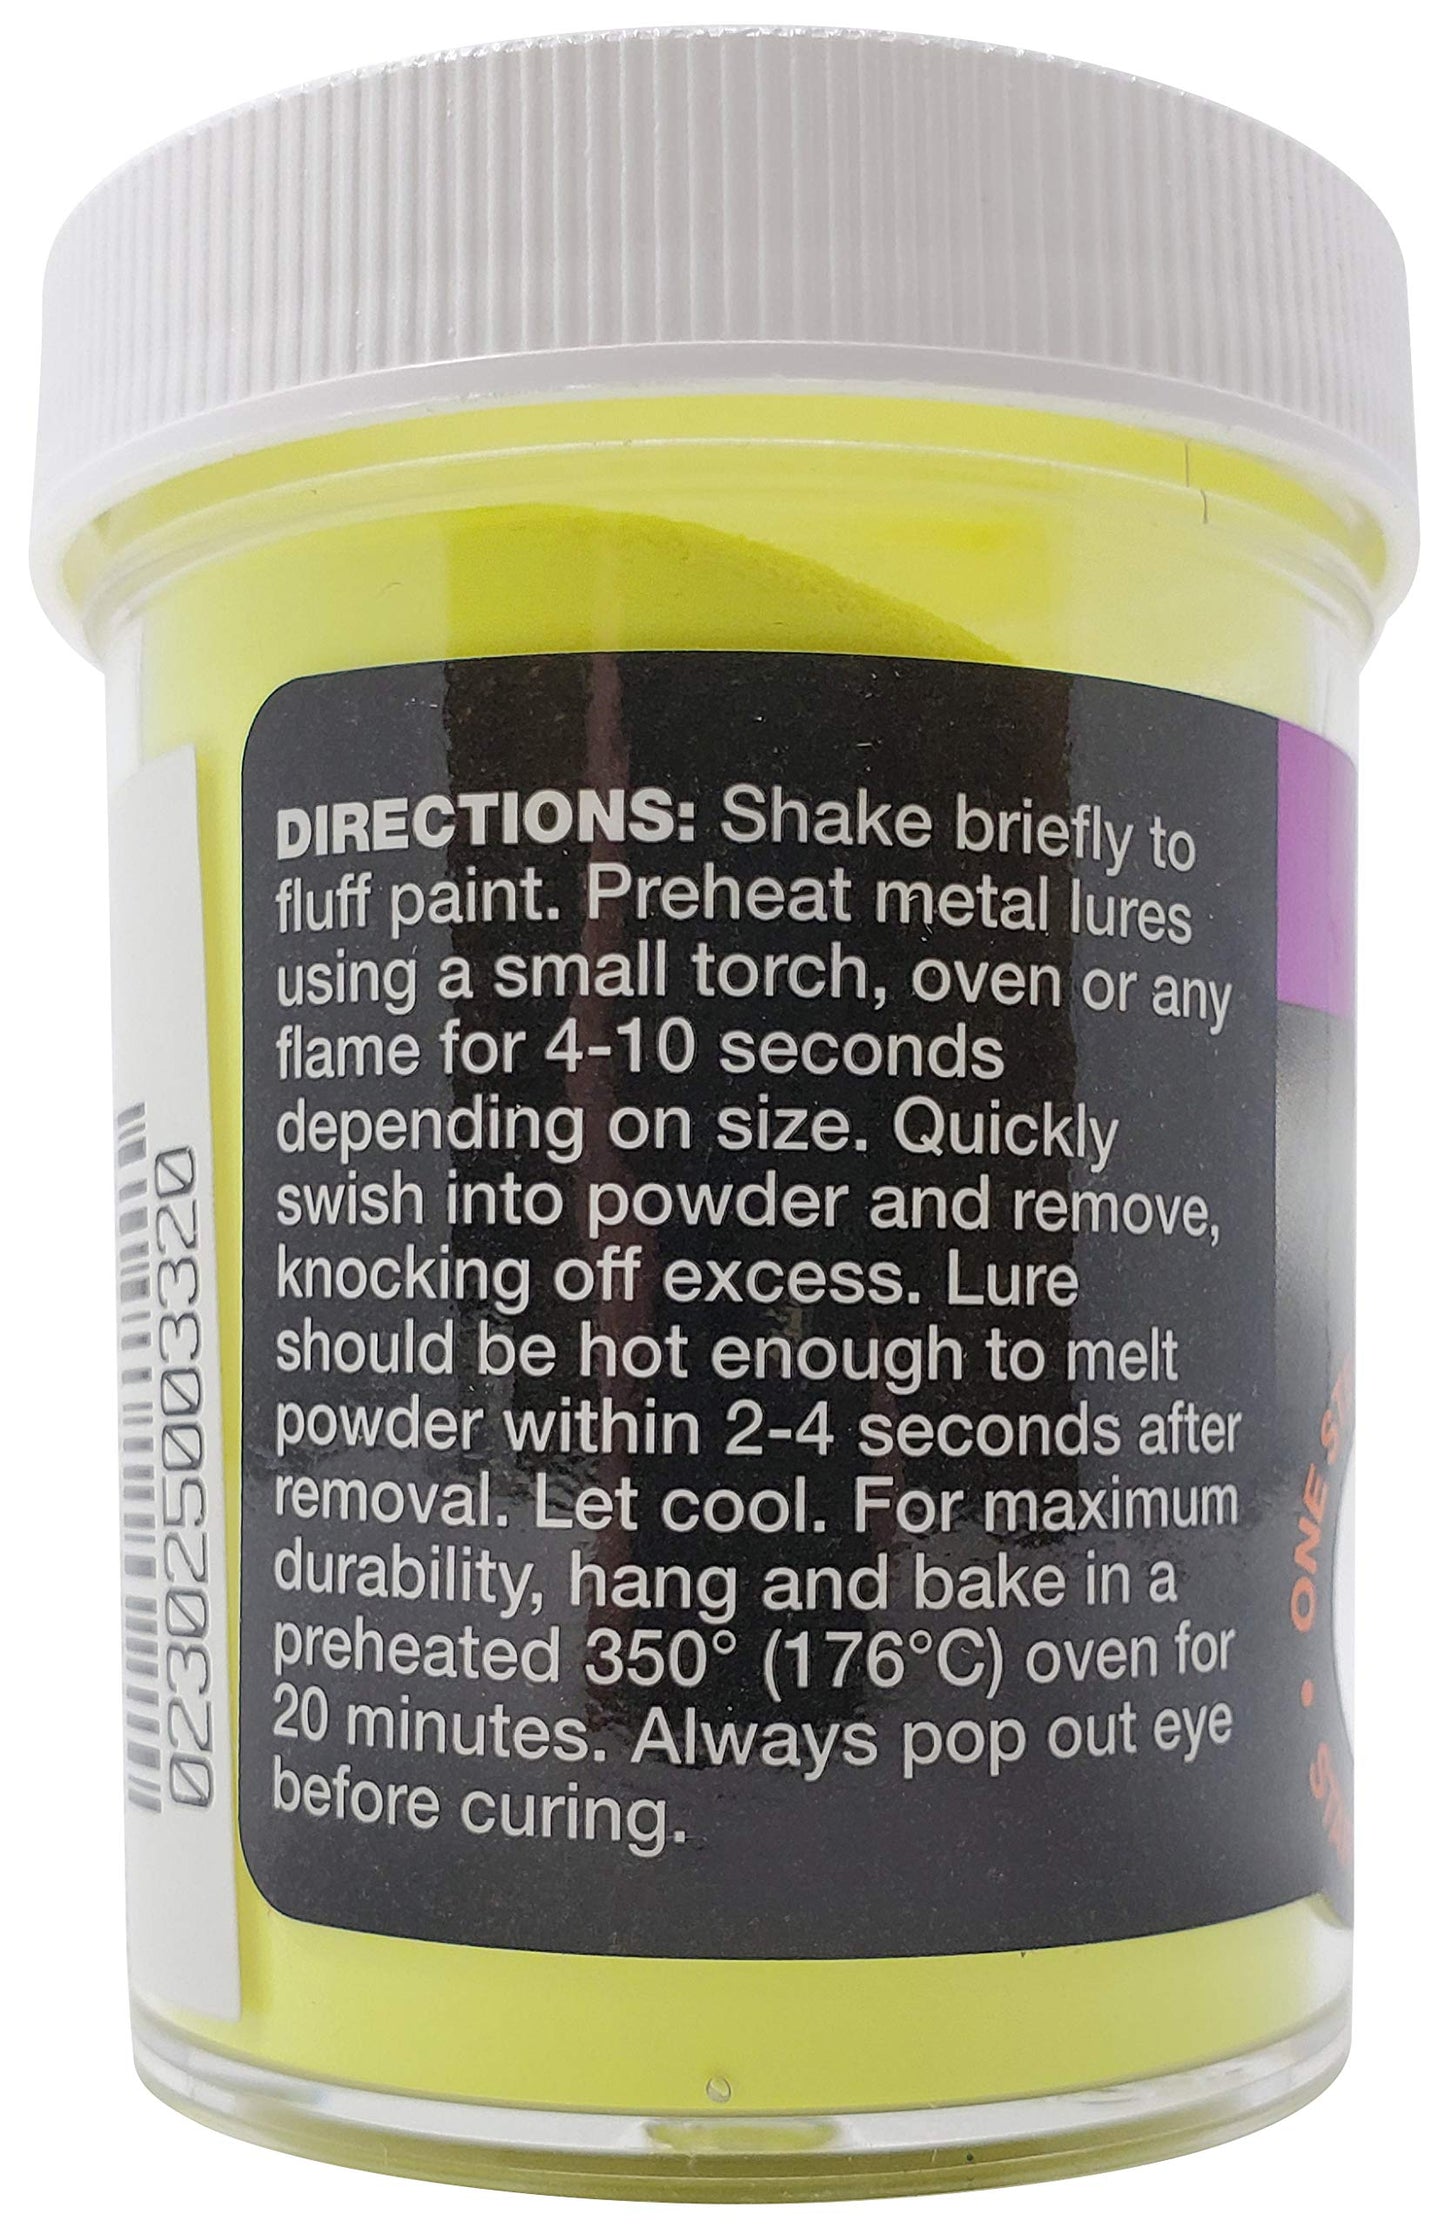 DIRECTIONS: Shake briefly to
fluff paint. Preheat metal lures
using a small torch, oven or any
flame for 4-10 seconds
depending on size. Quickly
swish into powder and remove,
knocking off excess. Lure
should be hot enough to melt
powder within 2-4 seconds after
removal. Let cool. For maximum
durability, hang and bake in a
preheated 350° (176°C) oven for
20 minutes. Always pop out eye
before curing.
023025003320
ONE